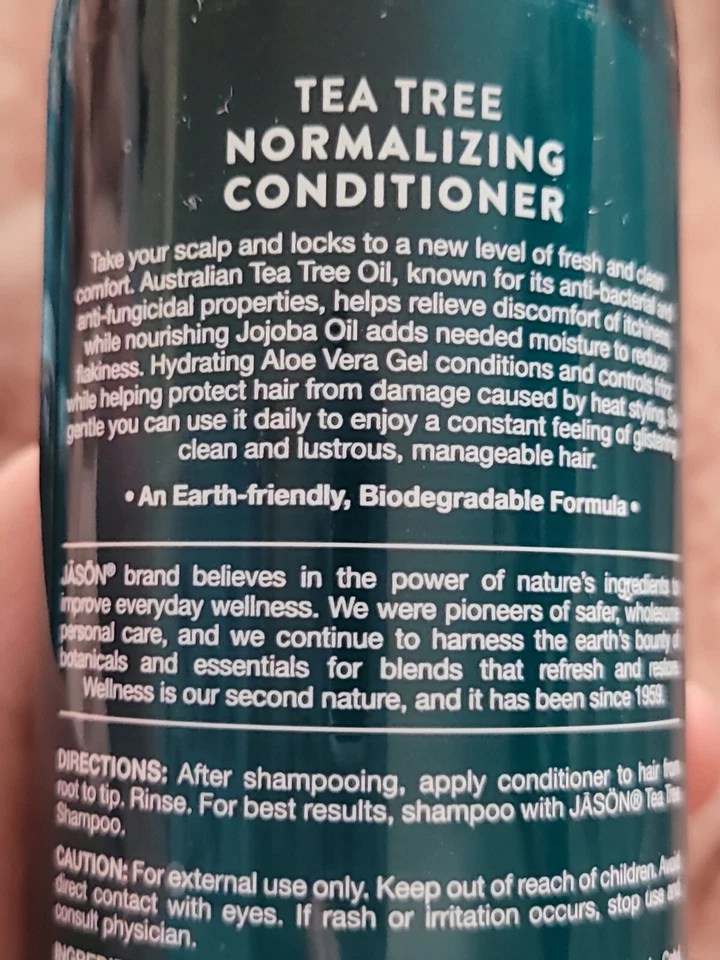 TEA TREE
NORMALIZING
CONDITIONER
Take your scalp and locks to a new level of fresh and clean
comfort. Australian Tea Tree Oil, known for its anti-bacterial and
anti-fungicidal properties, helps relieve discomfort of itchiness
while nourishing Jojoba Oil adds needed moisture to reduce
flakiness. Hydrating Aloe Vera Gel conditions and controls frizz
while helping protect hair from damage caused by heat styling. So
gentle you can use it daily to enjoy a constant feeling of glistening
clean and lustrous, manageable hair.
• An Earth-friendly, Biodegradable Formula •
JĀSÖN® brand believes in the power of nature's ingredients to
improve everyday wellness. We were pioneers of safer, wholesome
personal care, and we continue to harness the earth's bounty of
botanicals and essentials for blends that refresh and restore.
Wellness is our second nature, and it has been since 1959.
DIRECTIONS: After shampooing, apply conditioner to hair from
root to tip. Rinse. For best results, shampoo with JĀSÖN® Tea Tree
Shampoo.
CAUTION: For external use only. Keep out of reach of children. Avoid
direct contact with eyes. If rash or irritation occurs, stop use and
consult physician.